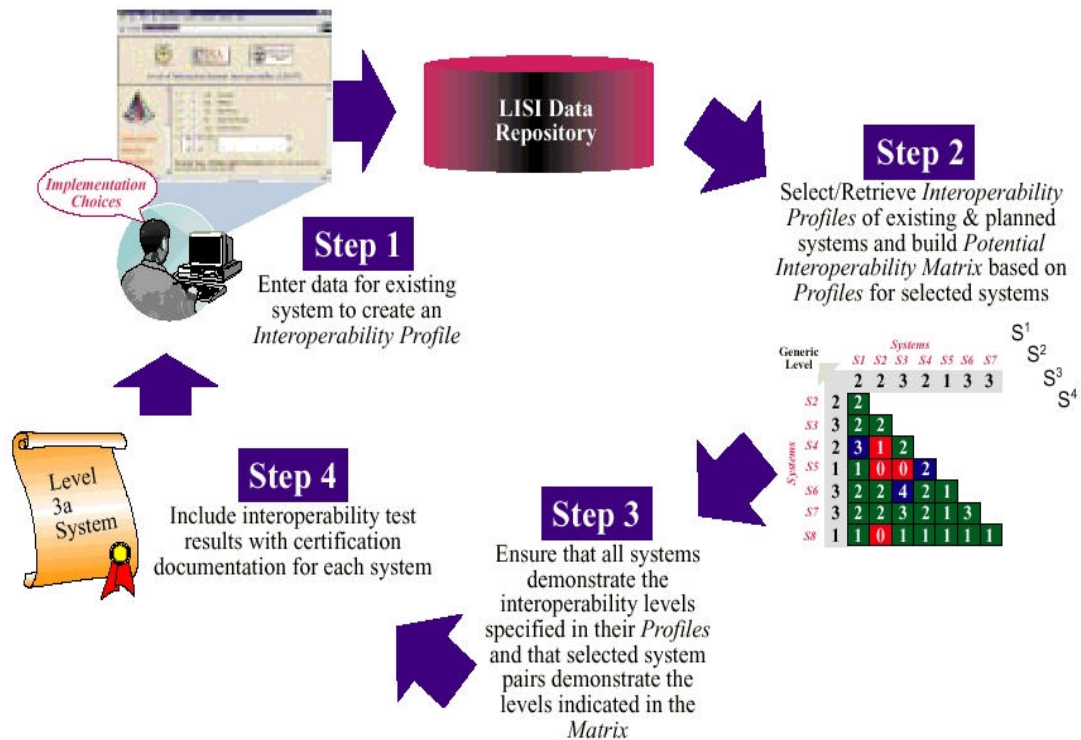 Implementation
Choices
LISI Data
Repository
Step 1
Enter data for existing
system to create an
Interoperability Profile
Step 2
Select/Retrieve Interoperability
Profiles of existing & planned
systems and build Potential
Interoperability Matrix based on
Profiles for selected systems
Generic
Level
Systems
S1 S2 S3 S4 S5 S6 S7
2 2 3 2 1 3 3
Systems
S2 2 2
S3 3 2 2
S4 2 3 1 2
S5 1 1 0 0 2
S6 3 2 2 4 2 1
S7 3 2 2 3 2 1 3
S8 1 1 0 1 1 1 1 1
S1
S2
S3
S4
Step 3
Ensure that all systems
demonstrate the
interoperability levels
specified in their Profiles
and that selected system
pairs demonstrate the
levels indicated in the
Matrix
Step 4
Include interoperability test
results with certification
documentation for each system
Level
3a
System